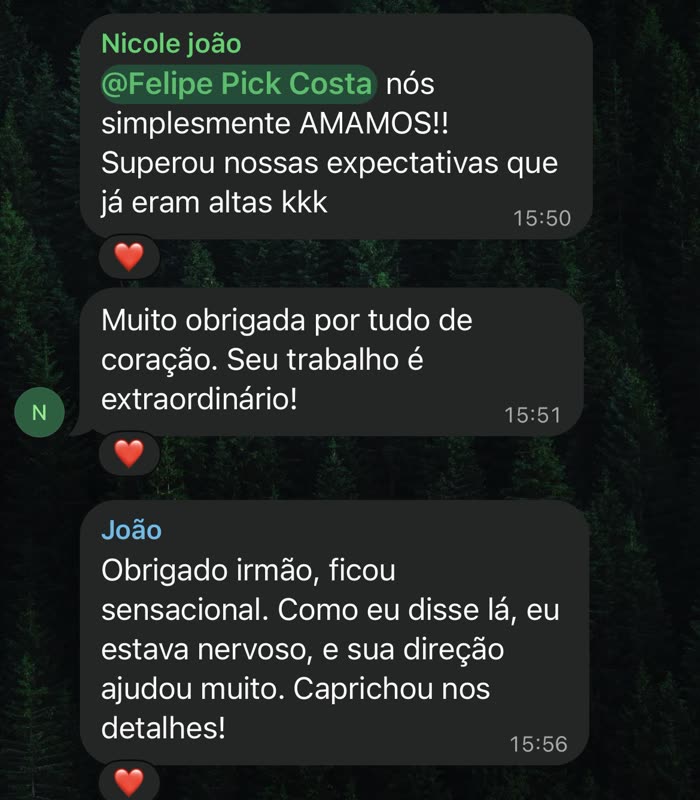 Nicole joão
@Felipe Pick Costa nós
simplesmente AMAMOS!!
Superou nossas expectativas que
já eram altas kkk
15:50
Muito obrigada por tudo de
coração. Seu trabalho é
extraordinário!
15:51
N
João
Obrigado irmão, ficou
sensacional. Como eu disse lá, eu
estava nervoso, e sua direção
ajudou muito. Caprichou nos
detalhes!
15:56